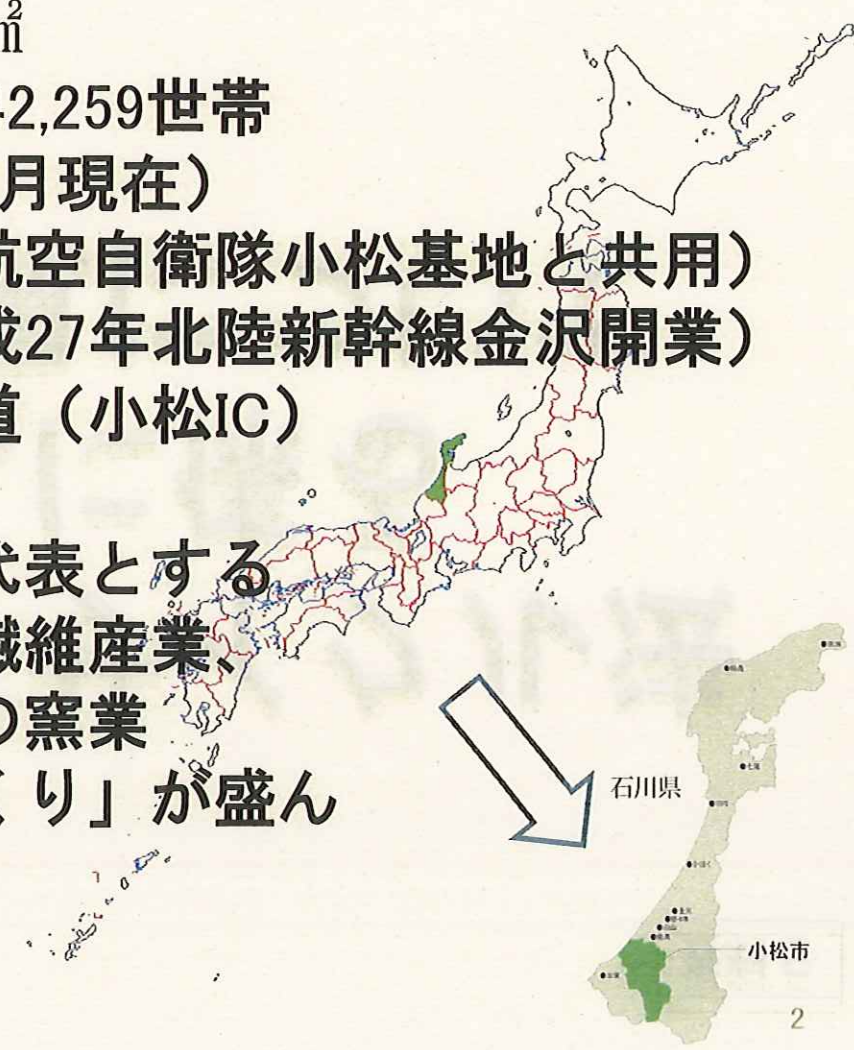 ㎡
42,259世帯
月現在）
航空自衛隊小松基地と共用）
成27年北陸新幹線金沢開業）
道（小松IC）
代表とする
繊維産業、
の窯業
くり」が盛ん
石川県
小松市
2